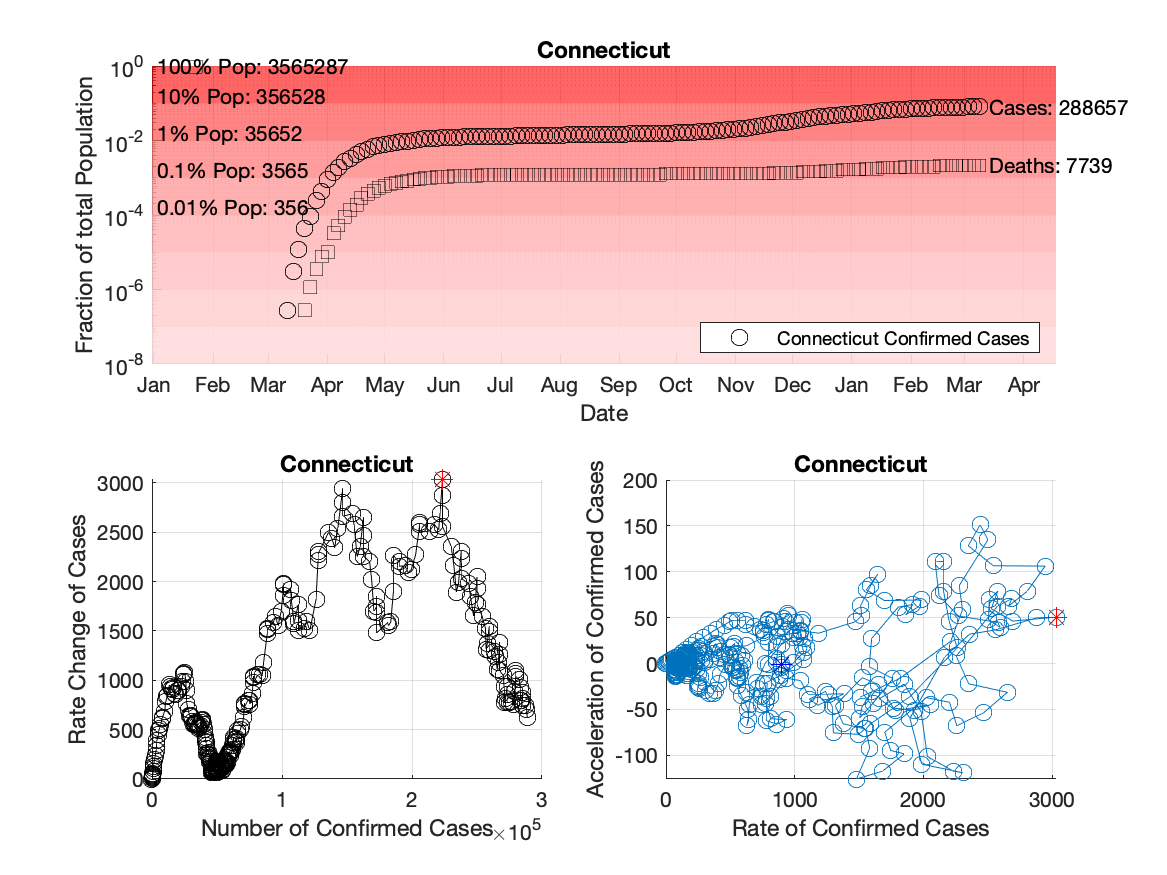 Connecticut
Fraction of total Population
10^0
10^-2
10^-4
10^-6
10^-8
100% Pop: 3565287
10% Pop: 356528
1% Pop: 35652
0.1% Pop: 3565
0.01% Pop: 356
Cases: 288657
Deaths: 7739
Connecticut Confirmed Cases
Jan Feb Mar Apr May Jun Jul Aug Sep Oct Nov Dec Jan Feb Mar Apr
Date
Connecticut
Rate Change of Cases
3000
2500
2000
1500
1000
500
0
0 1 2 3
Number of Confirmed Cases
×10^5
Connecticut
Acceleration of Confirmed Cases
200
150
100
50
0
-50
-100
0 1000 2000 3000
Rate of Confirmed Cases